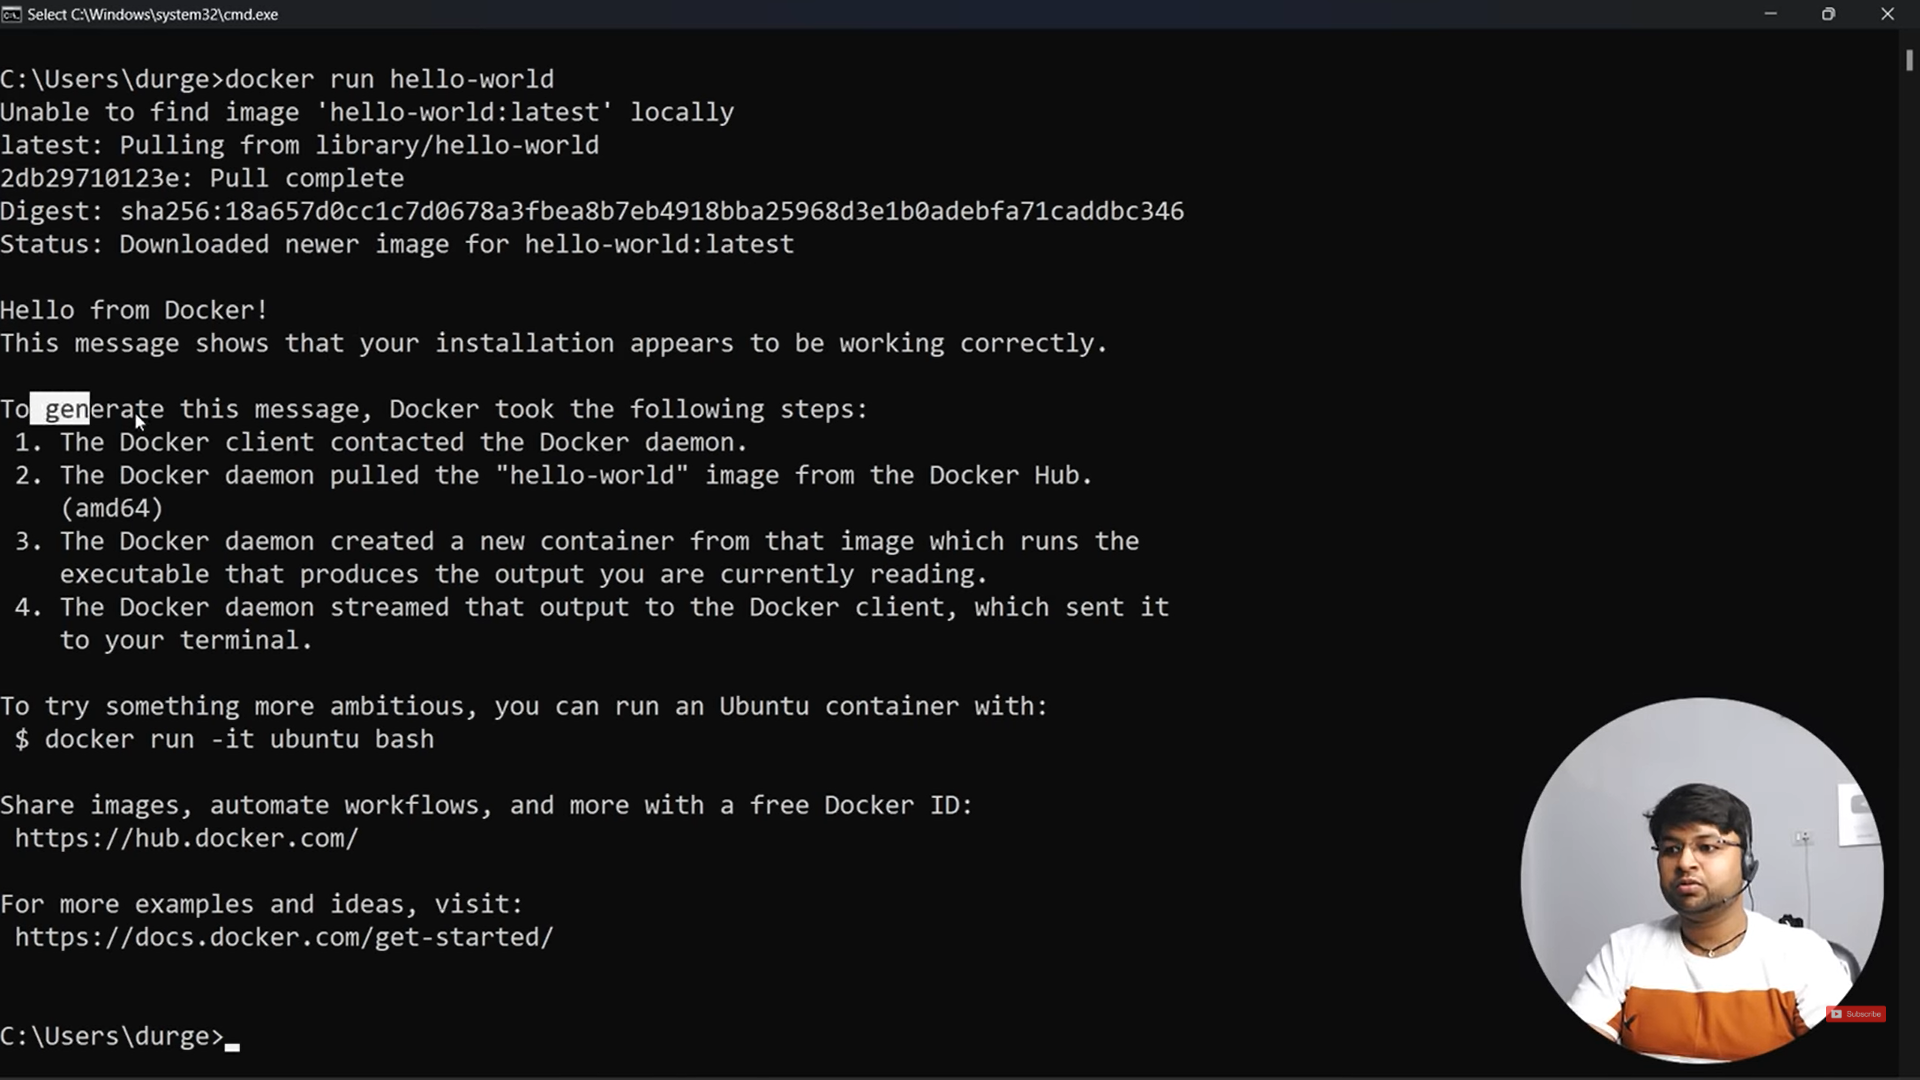 Select C:\Windows\system32\cmd.exe
C:\Users\durge>docker run hello-world
Unable to find image 'hello-world:latest' locally
latest: Pulling from library/hello-world
2db29710123e: Pull complete
Digest: sha256:18a657d0cc1c7d0678a3fbea8b7eb4918bba25968d3e1b0adebfa71caddbc346
Status: Downloaded newer image for hello-world:latest
Hello from Docker!
This message shows that your installation appears to be working correctly.
To generate this message, Docker took the following steps:
1. The Docker client contacted the Docker daemon.
2. The Docker daemon pulled the "hello-world" image from the Docker Hub.
(amd64)
3. The Docker daemon created a new container from that image which runs the
executable that produces the output you are currently reading.
4. The Docker daemon streamed that output to the Docker client, which sent it
to your terminal.
To try something more ambitious, you can run an Ubuntu container with:
$ docker run -it ubuntu bash
Share images, automate workflows, and more with a free Docker ID:
https://hub.docker.com/
For more examples and ideas, visit:
https://docs.docker.com/get-started/
C:\Users\durge>
Subscribe